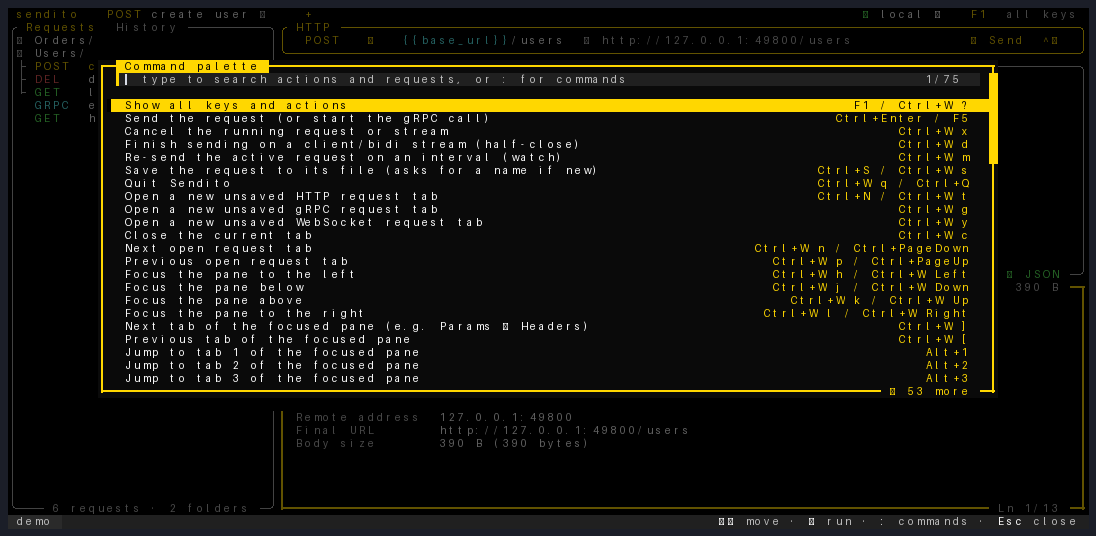 sendito POST create user + local F1 all keys
Requests History HTTP
Orders/ POST {{base_url}}/users http://127.0.0.1:49800/users Send ^
Users/
Command palette
POST c
type to search actions and requests, or : for commands 1/75
DEL d
GET l
Show all keys and actions F1 / Ctrl+W ?
GRPC e
Send the request (or start the gRPC call) Ctrl+Enter / F5
GET h
Cancel the running request or stream Ctrl+W x
Finish sending on a client/bidi stream (half-close) Ctrl+W d
Re-send the active request on an interval (watch) Ctrl+W m
Save the request to its file (asks for a name if new) Ctrl+S / Ctrl+W s
Quit Sendito Ctrl+W q / Ctrl+Q
Open a new unsaved HTTP request tab Ctrl+N / Ctrl+W t
Open a new unsaved gRPC request tab Ctrl+W g
Open a new unsaved WebSocket request tab Ctrl+W y
Close the current tab Ctrl+W c
Next open request tab Ctrl+W n / Ctrl+PageDown
Previous open request tab Ctrl+W p / Ctrl+PageUp
Focus the pane to the left Ctrl+W h / Ctrl+W Left
JSON
Focus the pane below Ctrl+W j / Ctrl+W Down
390 B
Focus the pane above Ctrl+W k / Ctrl+W Up
Focus the pane to the right Ctrl+W l / Ctrl+W Right
Next tab of the focused pane (e.g. Params Headers) Ctrl+W ]
Previous tab of the focused pane Ctrl+W [
Jump to tab 1 of the focused pane Alt+1
Jump to tab 2 of the focused pane Alt+2
Jump to tab 3 of the focused pane Alt+3
53 more
Remote address 127.0.0.1:49800
Final URL http://127.0.0.1:49800/users
Body size 390 B (390 bytes)
6 requests · 2 folders Ln 1/13
demo move · run · : commands · Esc close